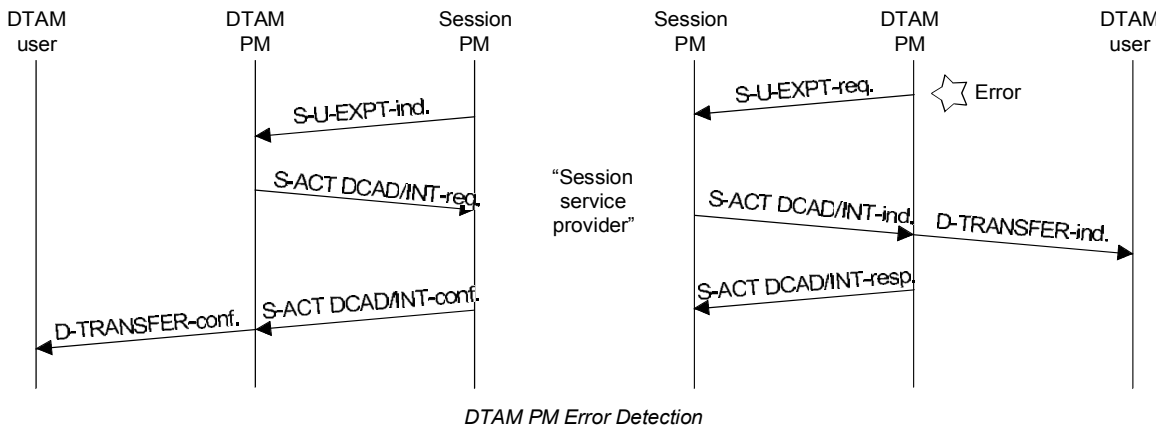 DTAM
user
DTAM
PM
Session
PM
Session
PM
DTAM
PM
DTAM
user
S-U-EXPT-req.
Error
S-U-EXPT-ind.
S-ACT DCAD/INT-req.
“Session
service
provider”
S-ACT DCAD/INT-ind.
D-TRANSFER-ind.
S-ACT DCAD/INT-resp.
S-ACT DCAD/INT-conf.
D-TRANSFER-conf.
DTAM PM Error Detection